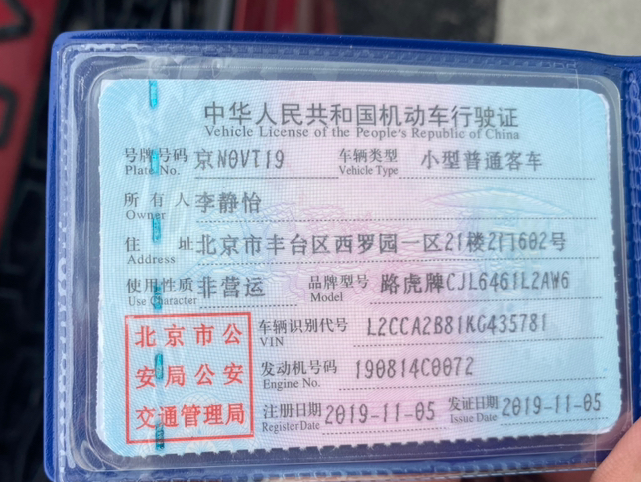 中华人民共和国机动车行驶证
Vehicle License of the People's Republic of China
号牌号码 京N0VT19 车辆类型 小型普通客车
Plate No. Vehicle Type
所有人 李静怡
Owner
住址 北京市丰台区西罗园一区21楼2门602号
Address
使用性质 非营运 品牌型号 路虎牌CJL6461L2AW6
Use Character Model
北京市公
安局公安
交通管理局
车辆识别代号 L2CCA2B81KG435781
VIN
发动机号码 190814C0072
Engine No.
注册日期 2019-11-05 发证日期 2019-11-05
Register Date Issue Date